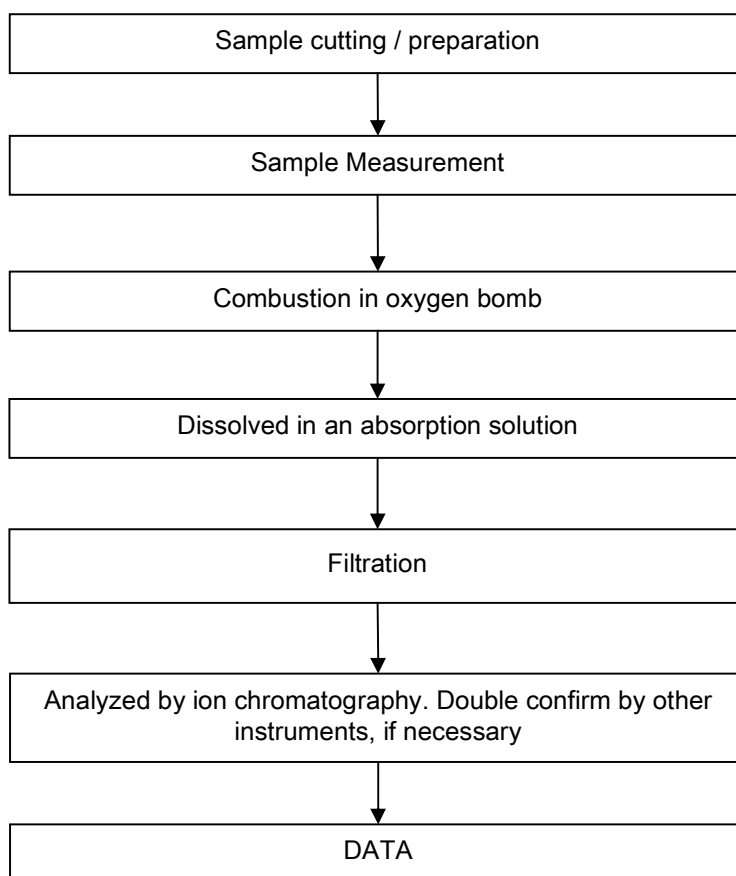 Sample cutting / preparation
Sample Measurement
Combustion in oxygen bomb
Dissolved in an absorption solution
Filtration
Analyzed by ion chromatography. Double confirm by other
instruments, if necessary
DATA